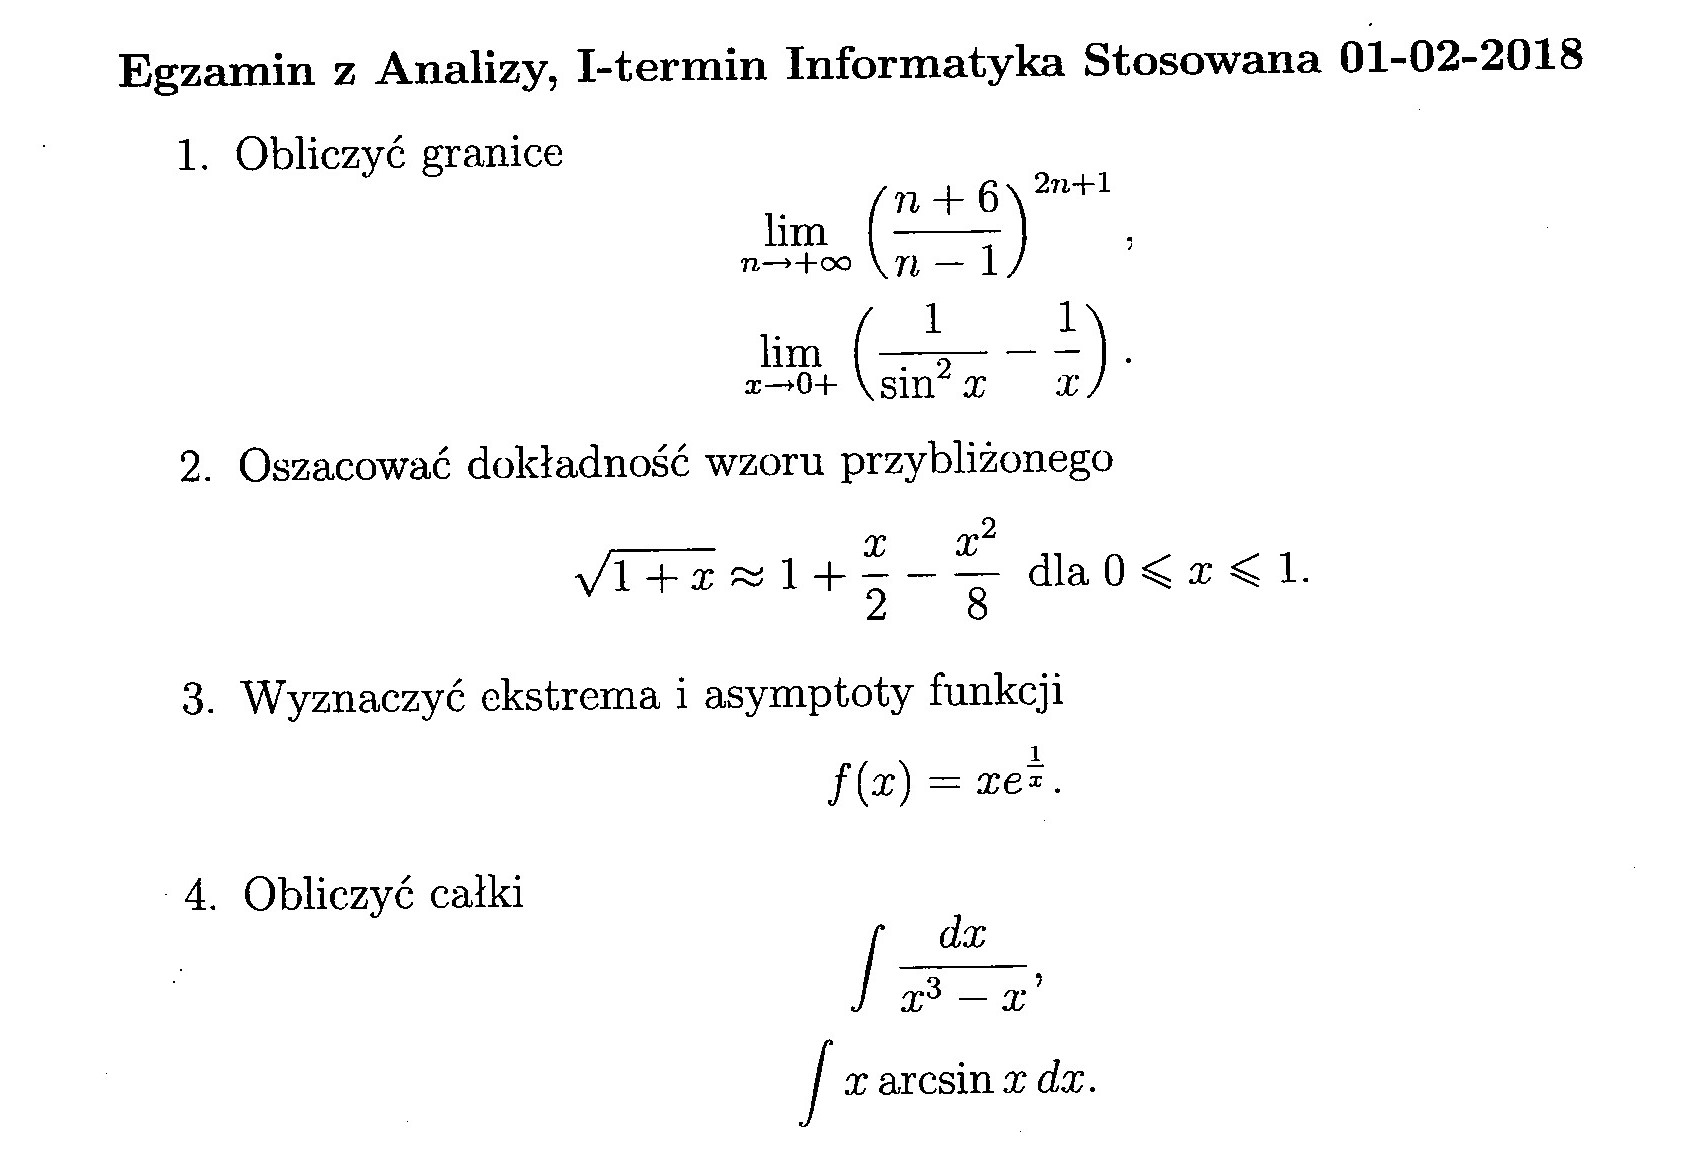 Egzamin z Analizy, I-termin Informatyka Stosowana 01-02-2018
1. Obliczyć granice
\lim_{n \to +\infty} \left( \frac{n+6}{n-1} \right)^{2n+1},
\lim_{x \to 0+} \left( \frac{1}{\sin^2 x} - \frac{1}{x} \right).
2. Oszacować dokładność wzoru przybliżonego
\sqrt{1+x} \approx 1 + \frac{x}{2} - \frac{x^2}{8} dla 0 \leqslant x \leqslant 1.
3. Wyznaczyć ekstrema i asymptoty funkcji
f(x) = xe^{\frac{1}{x}}.
4. Obliczyć całki
\int \frac{dx}{x^3 - x},
\int x \arcsin x \, dx.